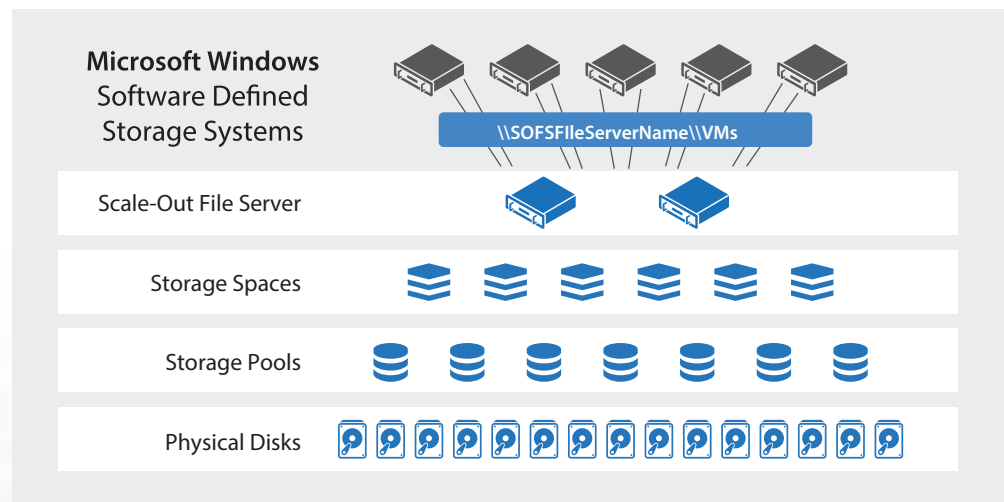 Microsoft Windows
Software Defined
Storage Systems
\\SOFSFIleServerName\\VMs
Scale-Out File Server
Storage Spaces
Storage Pools
Physical Disks